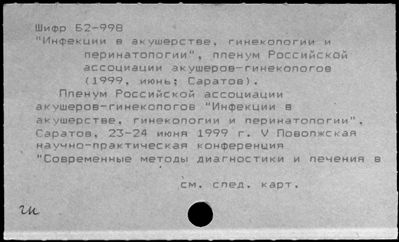 Шифр Б2-998
"Инфекции в акушерстве, гинекологии и
перинатологии", пленум Российской
ассоциации акушеров-гинекологов
(1999, июнь; Саратов).
Пленум Российской ассоциации
акушеров-гинекологов "Инфекции в
акушерстве, гинекологии и перинатологии",
Саратов, 23-24 июня 1999 г. V Поволжская
научно-практическая конференция
"Современные методы диагностики и лечения в
см. след. карт.